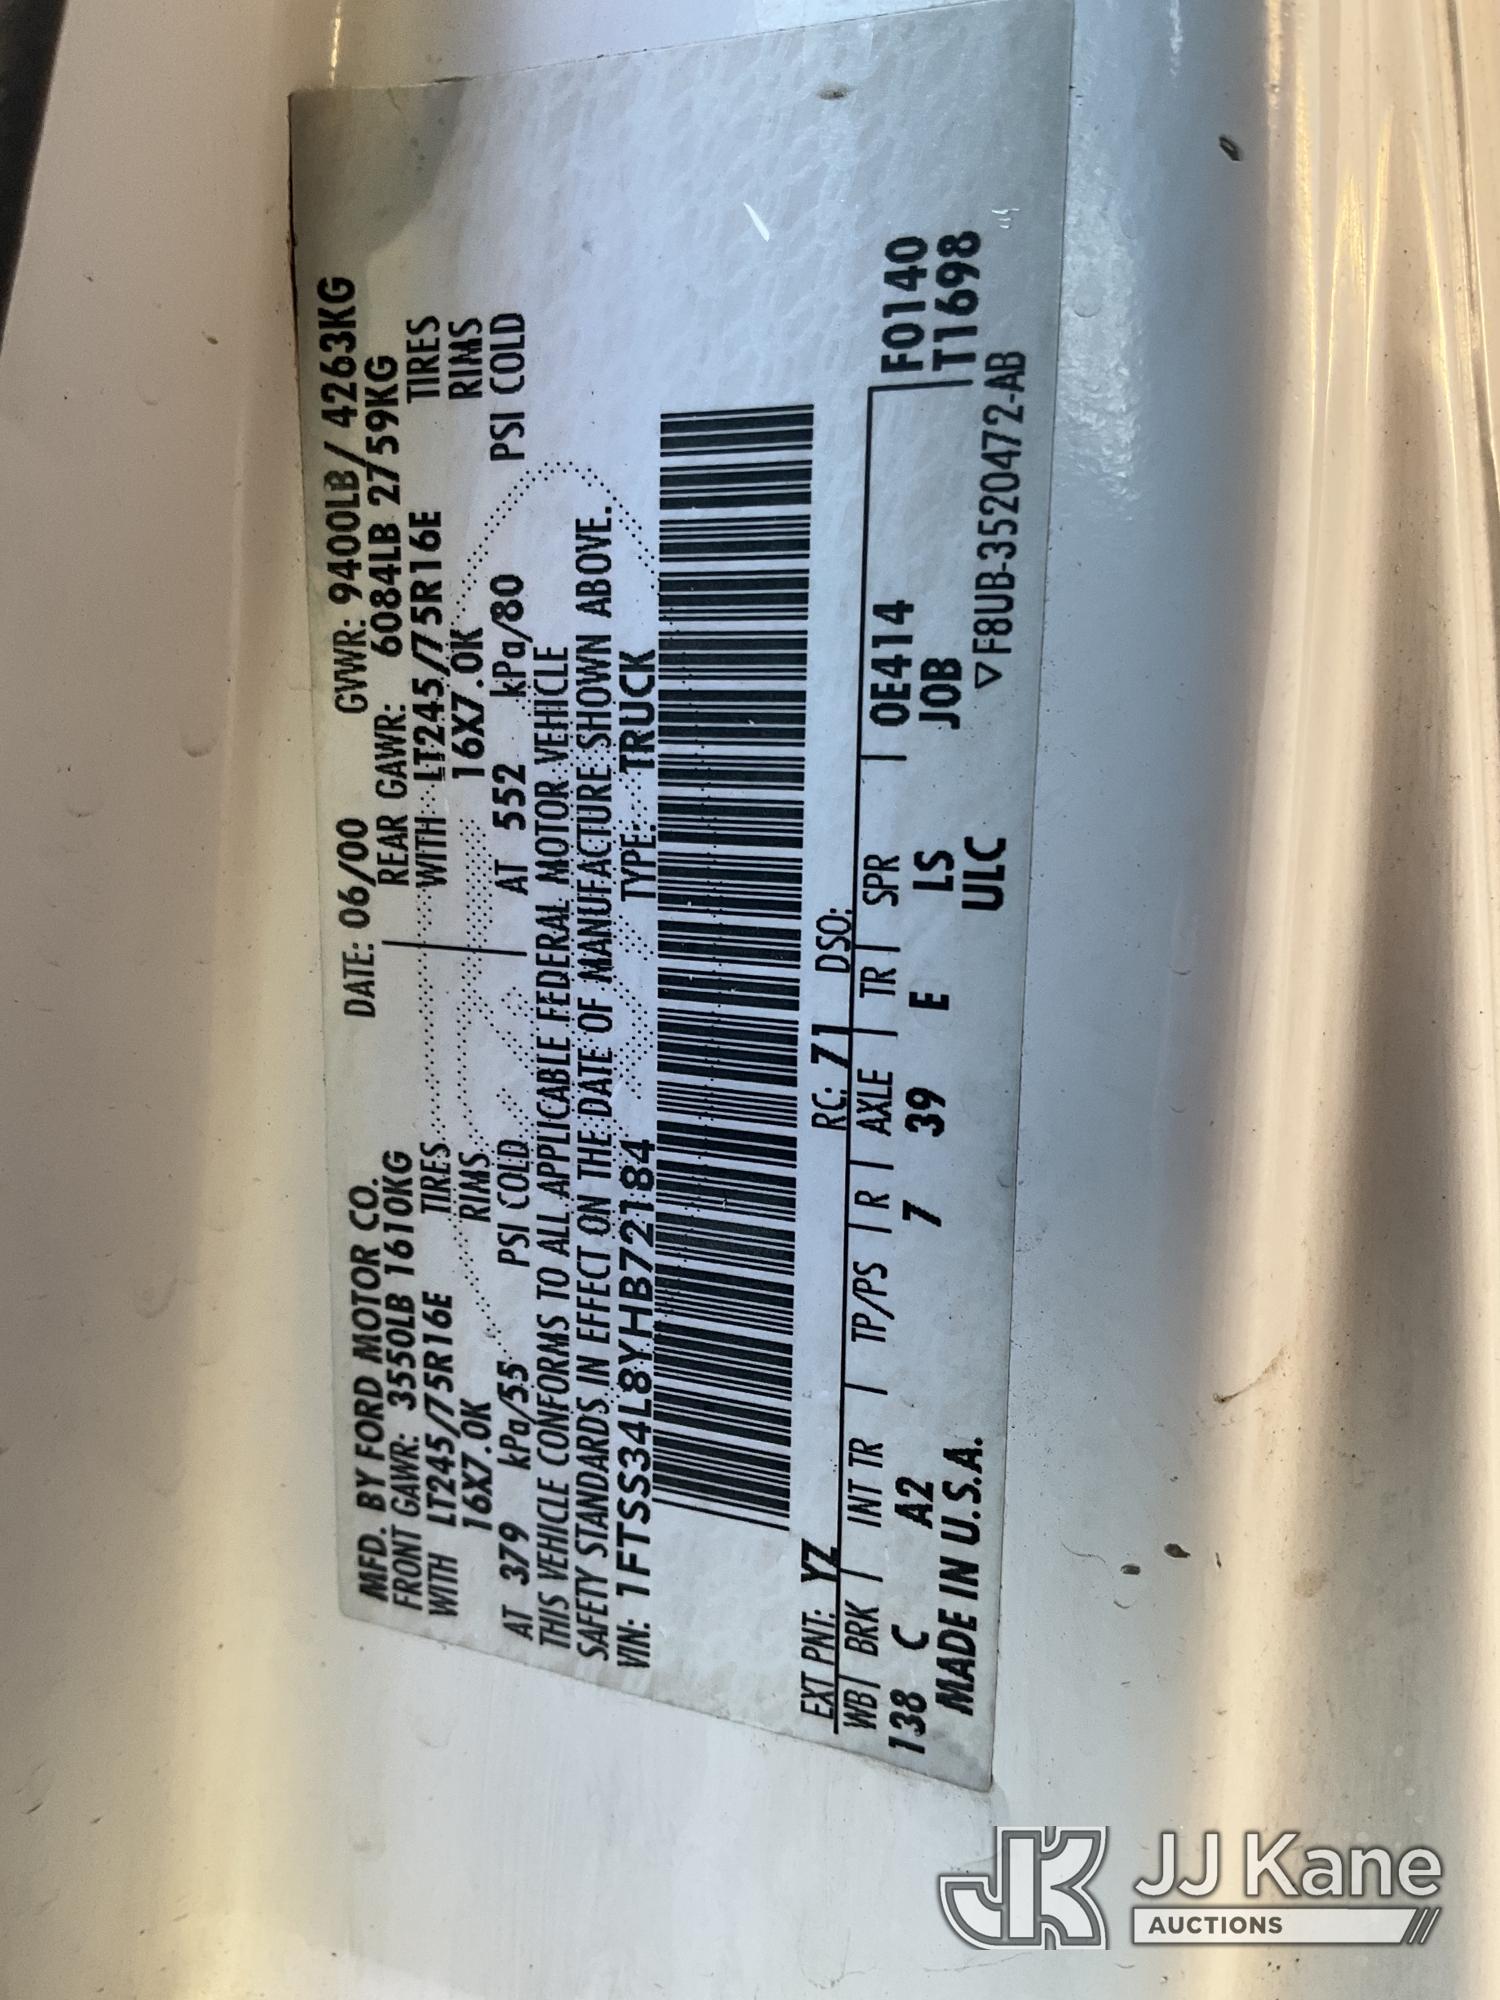 MFD. BY FORD MOTOR CO. DATE: 06/00 GVWR: 9400LB/ 4263KG
FRONT GAWR: 3550LB 1610KG REAR GAWR: 6084LB 2759KG
WITH LT245/75R16E TIRES WITH LT245/75R16E TIRES
16X7.0K RIMS 16X7.0K RIMS
AT 379 kPa/55 PSI COLD AT 552 kPa/80 PSI COLD
THIS VEHICLE CONFORMS TO ALL APPLICABLE FEDERAL MOTOR VEHICLE
SAFETY STANDARDS IN EFFECT ON THE DATE OF MANUFACTURE SHOWN ABOVE.
VIN: 1FTSS34L8YHB72184 TYPE: TRUCK
EXT PNT: YZ RC: 71 DSO:
WB | BRK | INT TR | TP/PS | R | AXLE | TR | SPR | 0E414 F0140
138 C A2 7 39 E LS JOB T1698
MADE IN U.S.A. ULC ▽F8UB-3520472-AB
JK JJ Kane
AUCTIONS